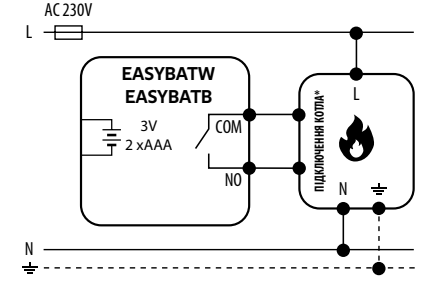 AC 230V
L
EASYBATW
EASYBATB
3V
2 xAAA
COM
NO
L
ПІДКЛЮЧЕННЯ КОТЛА*
N
N